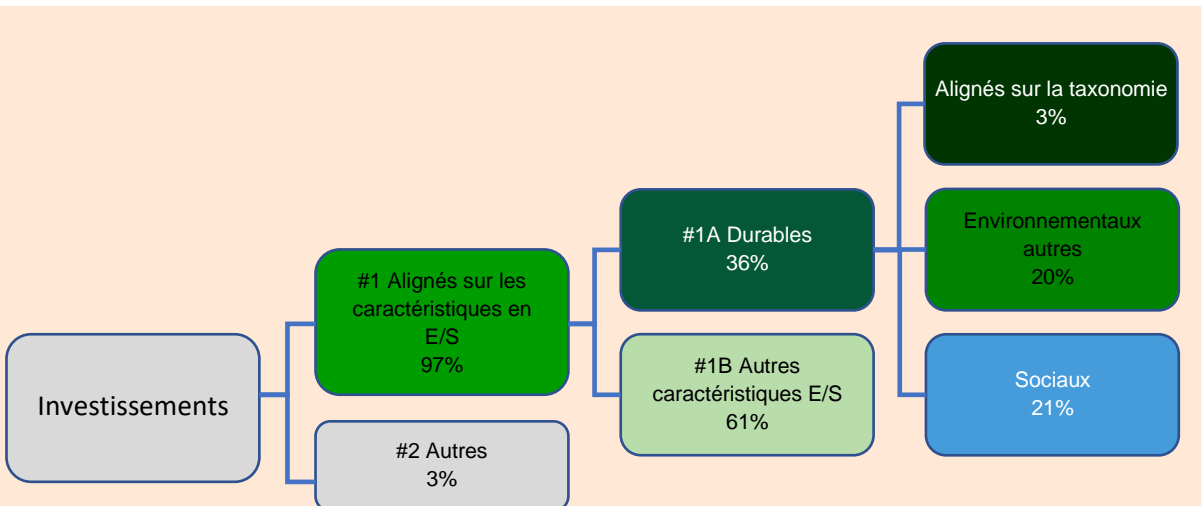 Investissements
#1 Alignés sur les
caractéristiques en
E/S
97%
#2 Autres
3%
#1A Durables
36%
#1B Autres
caractéristiques E/S
61%
Alignés sur la taxonomie
3%
Environnementaux
autres
20%
Sociaux
21%